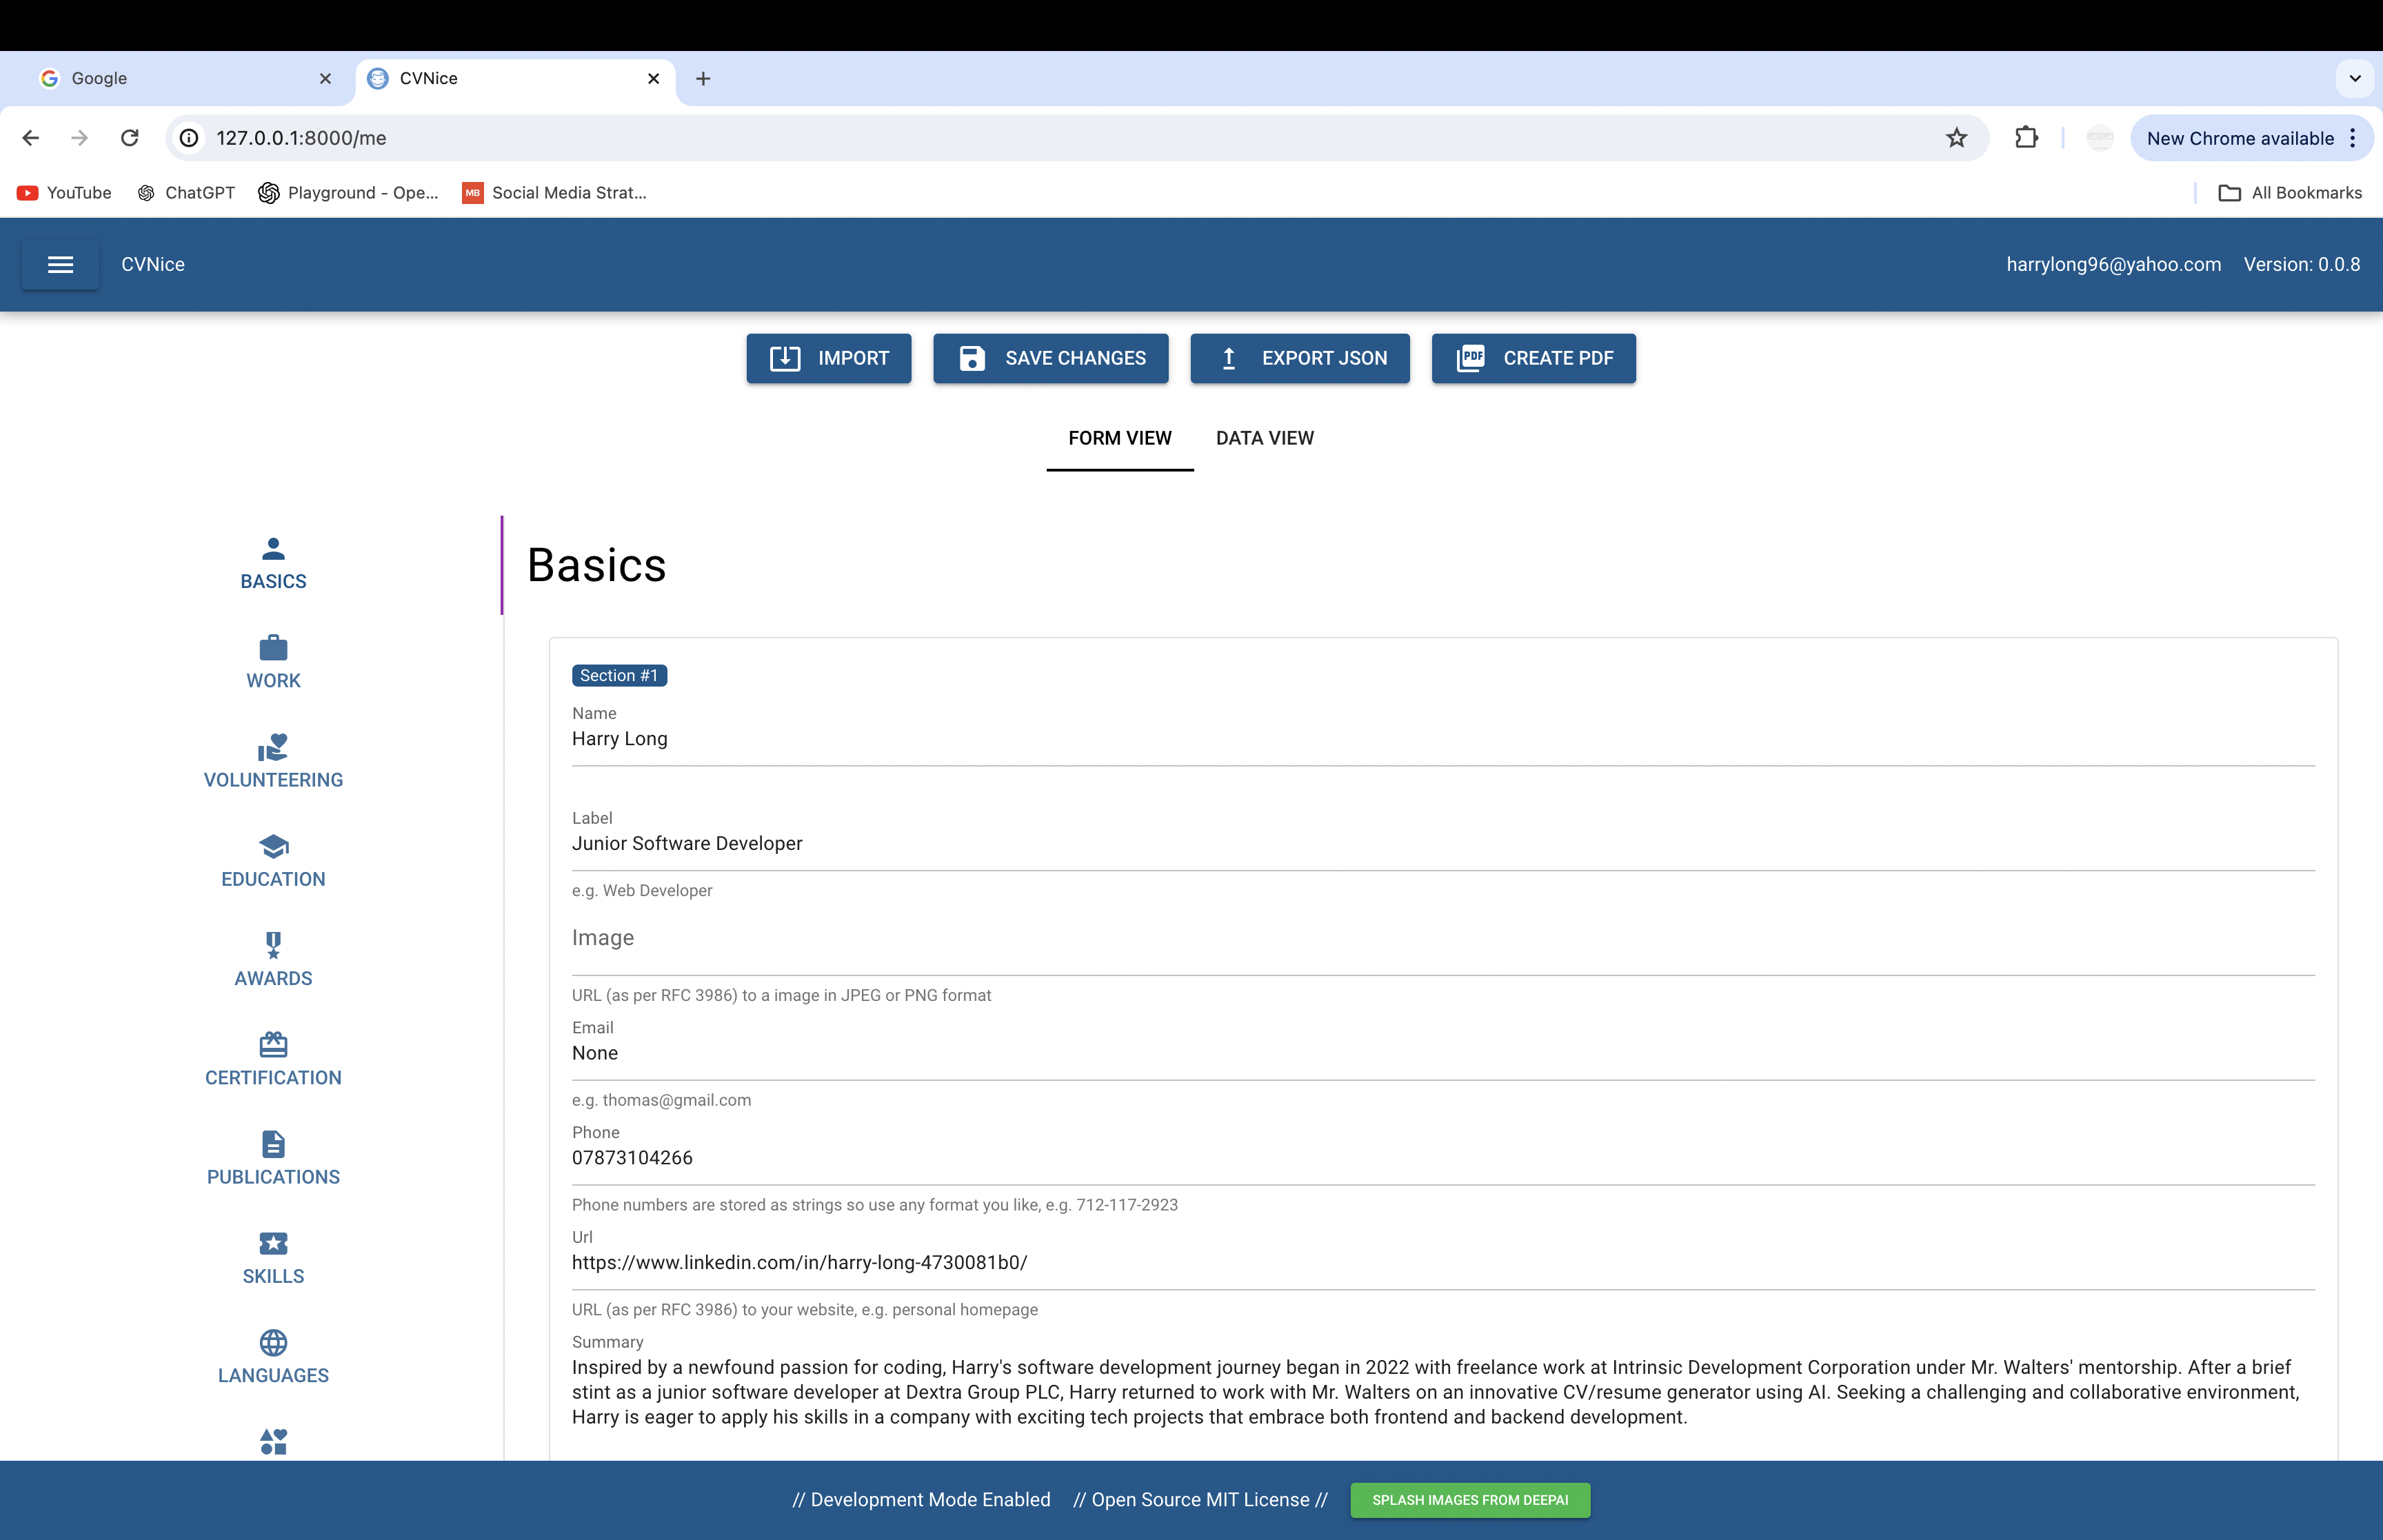 Google
CVNice
127.0.0.1:8000/me
New Chrome available
YouTube
ChatGPT
Playground - Ope...
MB
Social Media Strat...
All Bookmarks
CVNice
harrylong96@yahoo.com
Version: 0.0.8
IMPORT
SAVE CHANGES
EXPORT JSON
PDF
CREATE PDF
FORM VIEW
DATA VIEW
BASICS
WORK
VOLUNTEERING
EDUCATION
AWARDS
CERTIFICATION
PUBLICATIONS
SKILLS
LANGUAGES
Basics
Section #1
Name
Harry Long
Label
Junior Software Developer
e.g. Web Developer
Image
URL (as per RFC 3986) to a image in JPEG or PNG format
Email
None
e.g. thomas@gmail.com
Phone
07873104266
Phone numbers are stored as strings so use any format you like, e.g. 712-117-2923
Url
https://www.linkedin.com/in/harry-long-4730081b0/
URL (as per RFC 3986) to your website, e.g. personal homepage
Summary
Inspired by a newfound passion for coding, Harry's software development journey began in 2022 with freelance work at Intrinsic Development Corporation under Mr. Walters' mentorship. After a brief
stint as a junior software developer at Dextra Group PLC, Harry returned to work with Mr. Walters on an innovative CV/resume generator using AI. Seeking a challenging and collaborative environment,
Harry is eager to apply his skills in a company with exciting tech projects that embrace both frontend and backend development.
// Development Mode Enabled
// Open Source MIT License //
SPLASH IMAGES FROM DEEPAI